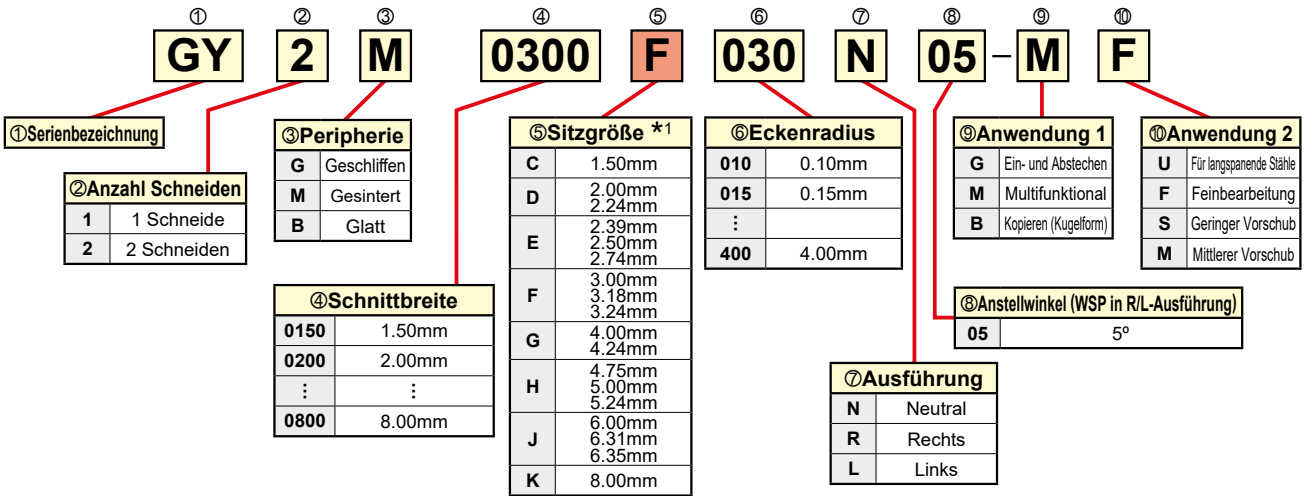 ① ② ③ ④ ⑤ ⑥ ⑦ ⑧ ⑨ ⑩
GY 2 M 0300 F 030 N 05 – M F
①Serienbezeichnung
②Anzahl Schneiden
1 1 Schneide
2 2 Schneiden
③Peripherie
G Geschliffen
M Gesintert
B Glatt
④Schnittbreite
0150 1.50mm
0200 2.00mm
⋮ ⋮
0800 8.00mm
⑤Sitzgröße *1
C 1.50mm
D 2.00mm
2.24mm
E 2.39mm
2.50mm
2.74mm
F 3.00mm
3.18mm
3.24mm
G 4.00mm
4.24mm
H 4.75mm
5.00mm
5.24mm
J 6.00mm
6.31mm
6.35mm
K 8.00mm
⑥Eckenradius
010 0.10mm
015 0.15mm
⋮
400 4.00mm
⑦Ausführung
N Neutral
R Rechts
L Links
⑧Anstellwinkel (WSP in R/L-Ausführung)
05 5º
⑨Anwendung 1
G Ein- und Abstechen
M Multifunktional
B Kopieren (Kugelform)
⑩Anwendung 2
U Für langspanende Stähle
F Feinbearbeitung
S Geringer Vorschub
M Mittlerer Vorschub